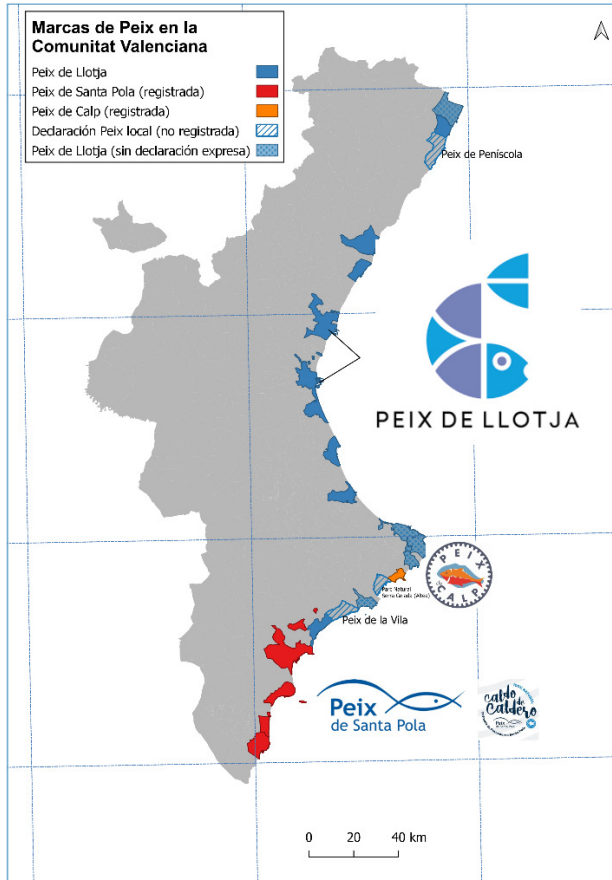 Marcas de Peix en la
Comunitat Valenciana
Peix de Llotja
Peix de Santa Pola (registrada)
Peix de Calp (registrada)
Declaración Peix local (no registrada)
Peix de Llotja (sin declaración expresa)
Peix de Peníscola
PEIX DE LLOTJA
PEIX
CALP
Parc Natural
Serra Gelada (Altea)
Peix de la Vila
Peix
de Santa Pola
caldo de
caldero
Peix
0 20 40 km